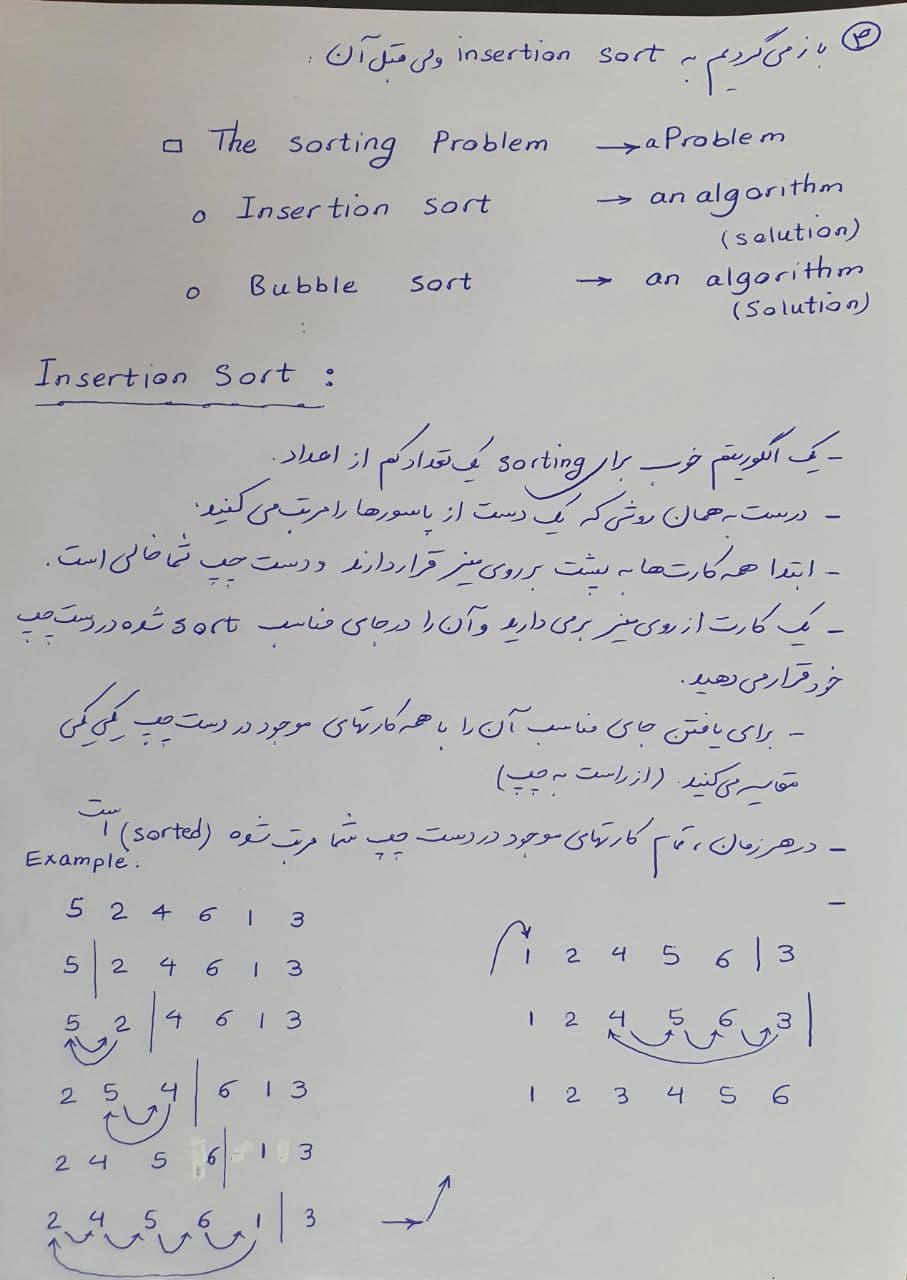 ③ باز می‌گردیم به insertion sort ولی قبل آن :
□ The sorting Problem → a Problem
o Insertion sort → an algorithm
(solution)
o Bubble sort → an algorithm
(Solution)
:
Insertion Sort :
- یک الگوریتم خوب برای sorting یک تعداد کم از اعداد.
- درست به همان روشی که یک دست از پاسورها را مرتب می‌کنید.
- ابتدا همه کارت‌ها به پشت بر روی میز قرار دارند و دست چپ شما خالی است.
- یک کارت از روی میز برمی‌دارید و آن را در جای مناسب sort شده در دست چپ
خود قرار می‌دهید.
- برای یافتن جای مناسب آن را با همه کارتهای موجود در دست چپ یکی یکی
مقایسه می‌کنید. (از راست به چپ)
- در هر زمان، تمام کارتهای موجود در دست چپ شما مرتب شده (sorted) است
-
Example:
5 2 4 6 1 3
5 | 2 4 6 1 3
5 2 | 4 6 1 3
2 5 4 | 6 1 3
2 4 5 6 | 1 3
2 4 5 6 1 | 3
1 2 4 5 6 | 3
1 2 4 5 6 3 |
1 2 3 4 5 6